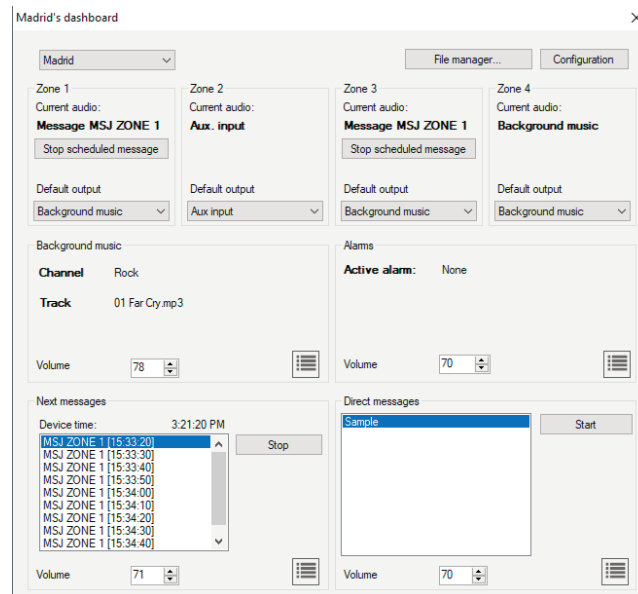 Madrid's dashboard
Madrid
File manager...
Configuration
Zone 1
Current audio:
Message MSJ ZONE 1
Stop scheduled message
Default output
Background music
Zone 2
Current audio:
Aux. input
Default output
Aux input
Zone 3
Current audio:
Message MSJ ZONE 1
Stop scheduled message
Default output
Background music
Zone 4
Current audio:
Background music
Default output
Background music
Background music
Channel Rock
Track 01 Far Cry.mp3
Volume 78
Alarms
Active alarm: None
Volume 70
Next messages
Device time: 3:21:20 PM
MSJ ZONE 1 [15:33:20]
MSJ ZONE 1 [15:33:30]
MSJ ZONE 1 [15:33:40]
MSJ ZONE 1 [15:33:50]
MSJ ZONE 1 [15:34:00]
MSJ ZONE 1 [15:34:10]
MSJ ZONE 1 [15:34:20]
MSJ ZONE 1 [15:34:30]
MSJ ZONE 1 [15:34:40]
Stop
Volume 71
Direct messages
Sample
Start
Volume 70